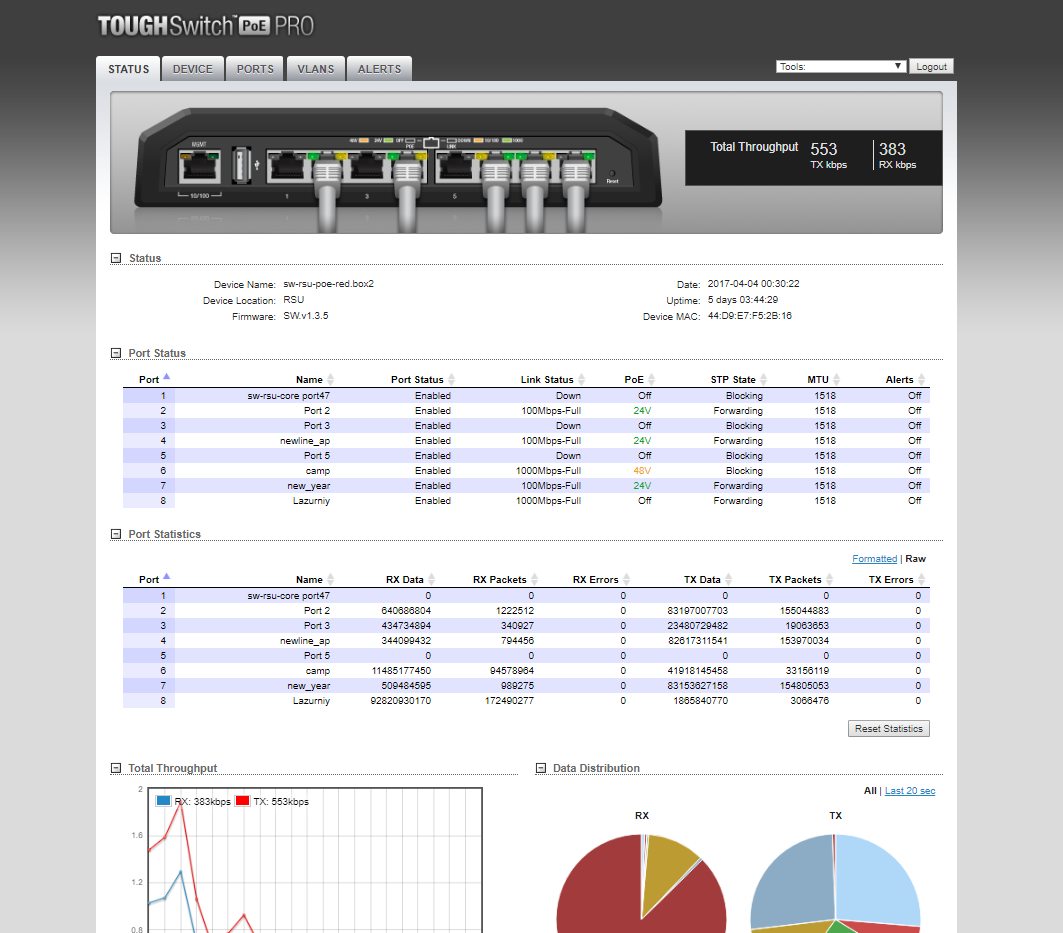 TOUGHSwitch™ PoE PRO
STATUS DEVICE PORTS VLANS ALERTS Tools: Logout
MGMT 48V 24V OFF POE LINK DOWN 10/100 1000
Total Throughput 553 TX kbps 383 RX kbps
10/100 1 3 5 Reset
Status
Device Name: sw-rsu-poe-red.box2 Date: 2017-04-04 00:30:22
Device Location: RSU Uptime: 5 days 03:44:29
Firmware: SW.v1.3.5 Device MAC: 44:D9:E7:F5:2B:16
Port Status
Port Name Port Status Link Status PoE STP State MTU Alerts
1 sw-rsu-core port47 Enabled Down Off Blocking 1518 Off
2 Port 2 Enabled 100Mbps-Full 24V Forwarding 1518 Off
3 Port 3 Enabled Down Off Blocking 1518 Off
4 newline_ap Enabled 100Mbps-Full 24V Forwarding 1518 Off
5 Port 5 Enabled Down Off Blocking 1518 Off
6 camp Enabled 1000Mbps-Full 48V Blocking 1518 Off
7 new_year Enabled 100Mbps-Full 24V Forwarding 1518 Off
8 Lazurniy Enabled 1000Mbps-Full Off Forwarding 1518 Off
Port Statistics
Formatted | Raw
Port Name RX Data RX Packets RX Errors TX Data TX Packets TX Errors
1 sw-rsu-core port47 0 0 0 0 0 0
2 Port 2 640686804 1222512 0 83197007703 155044883 0
3 Port 3 434734894 340927 0 23480729482 19063653 0
4 newline_ap 344099432 794456 0 82617311541 153970034 0
5 Port 5 0 0 0 0 0 0
6 camp 11485177450 94578964 0 41918145458 33156119 0
7 new_year 509484595 989275 0 83153627158 154805053 0
8 Lazurniy 92820930170 172490277 0 1865840770 3066476 0
Reset Statistics
Total Throughput Data Distribution
2 RX: 383kbps TX: 553kbps
All | Last 20 sec
RX TX
1.6
1.2
0.8